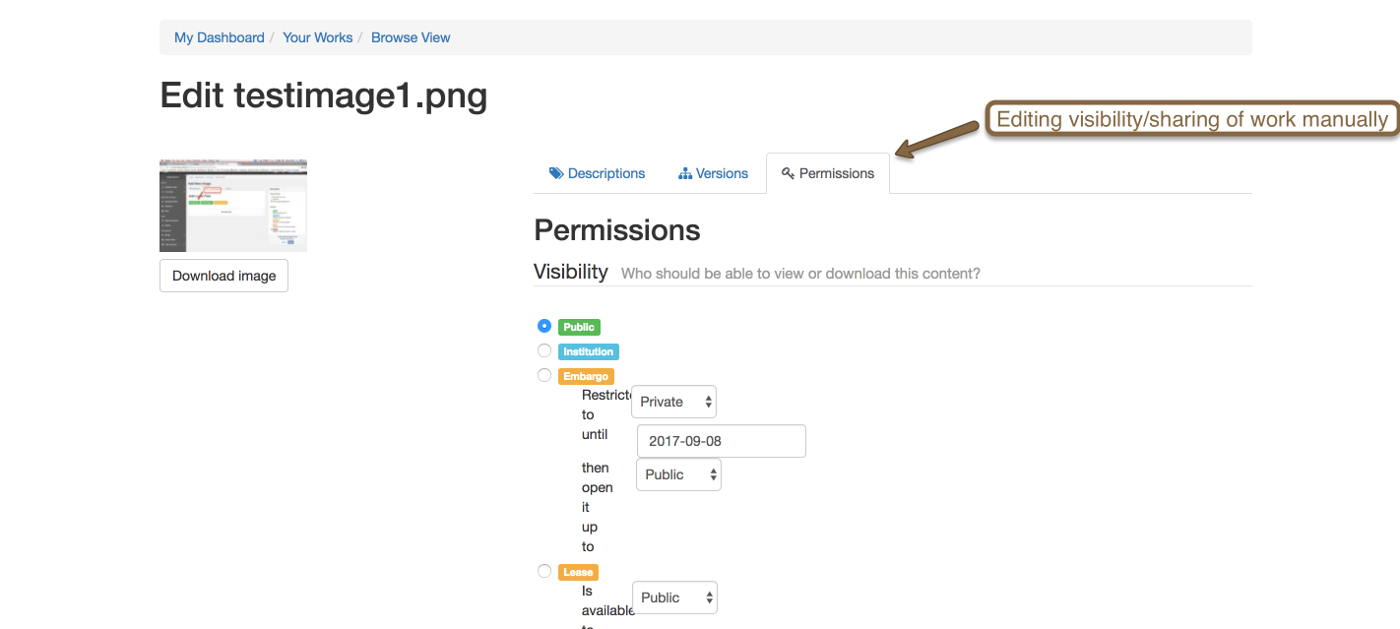 My Dashboard / Your Works / Browse View
Edit testimage1.png
Editing visibility/sharing of work manually
Download image
Descriptions Versions Permissions
Permissions
Visibility Who should be able to view or download this content?
Public
Institution
Embargo
Restricte Private
to
until
2017-09-08
then Public
open
it
up
to
Lease
Is Public
available